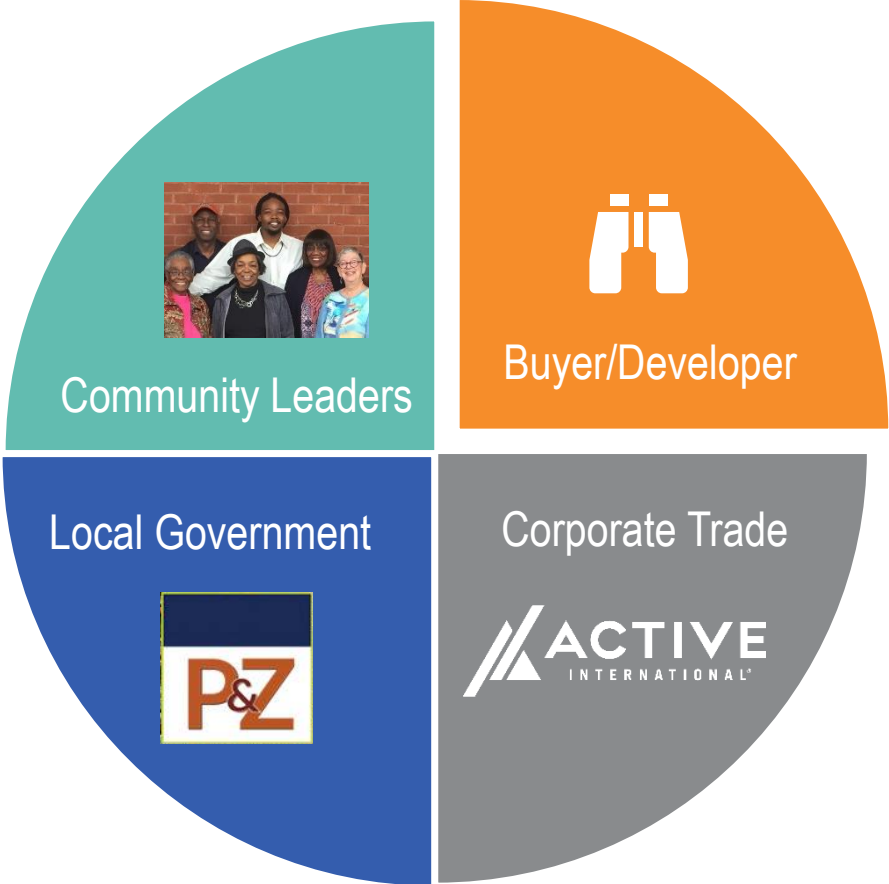 Community Leaders
Buyer/Developer
Local Government
P&Z
Corporate Trade
ACTIVE
INTERNATIONAL®